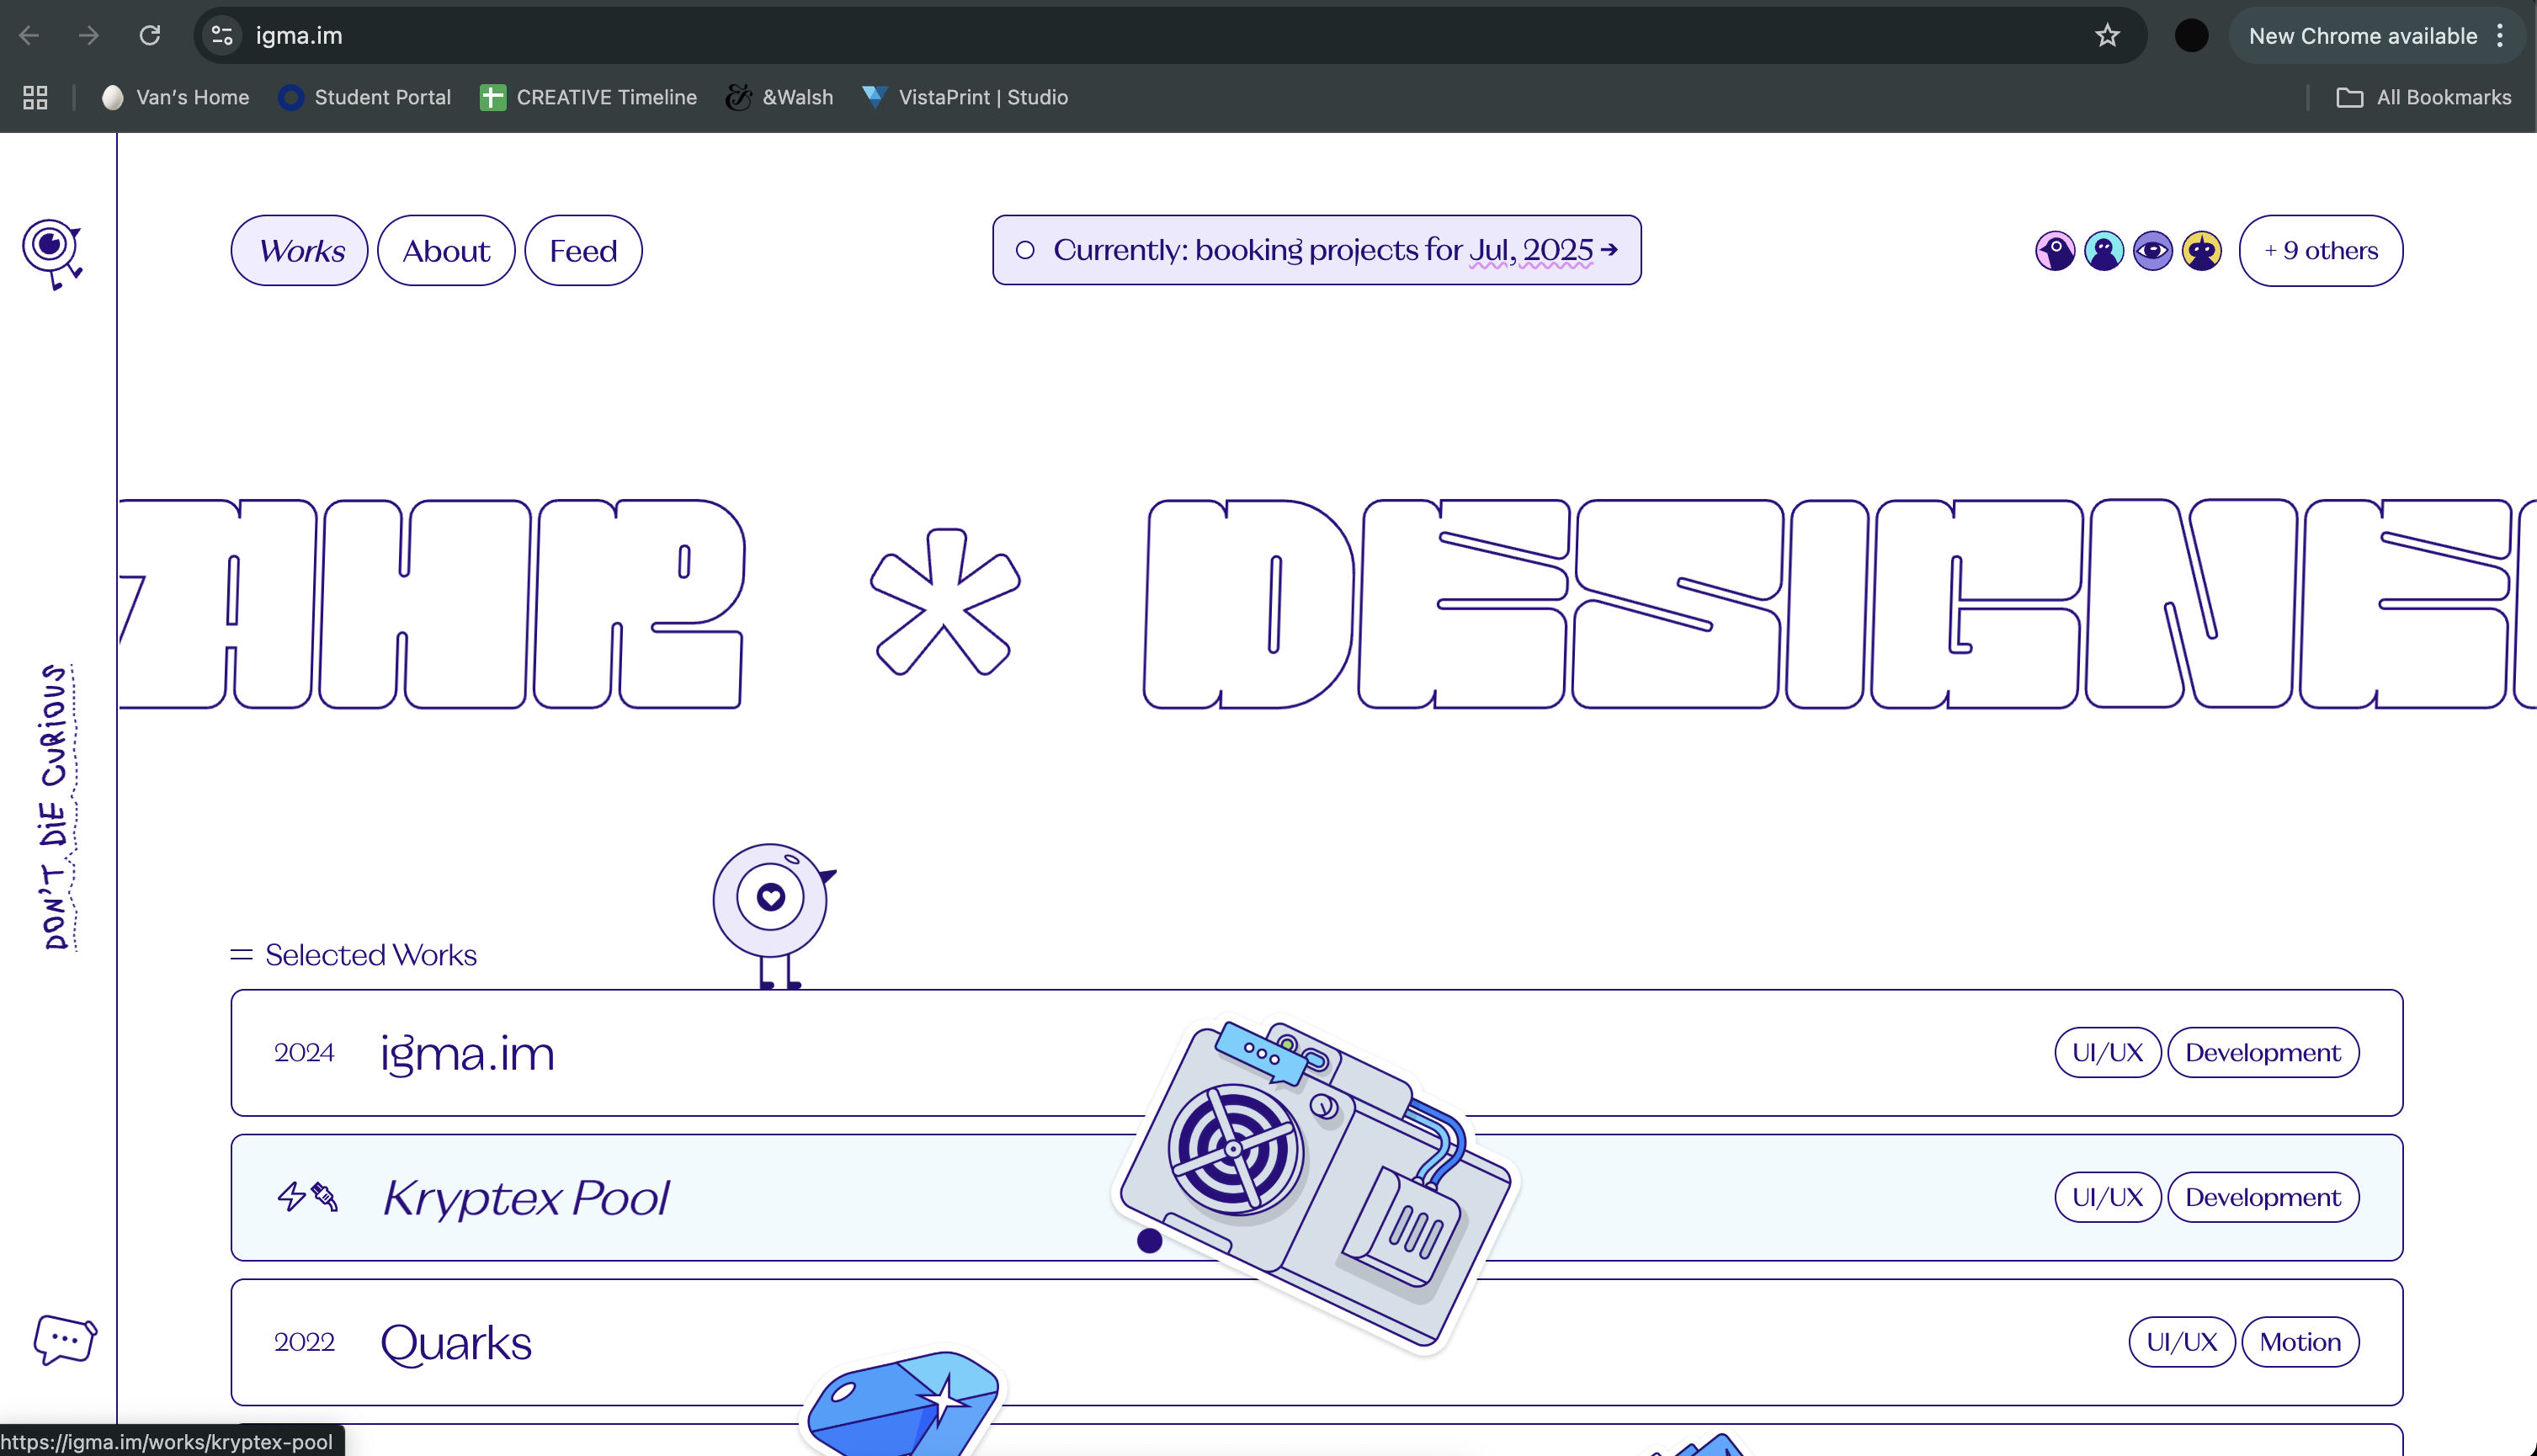 igma.im
New Chrome available
Van's Home
Student Portal
CREATIVE Timeline
&Walsh
VistaPrint | Studio
All Bookmarks
Works
About
Feed
Currently: booking projects for Jul, 2025 →
+ 9 others
AHR * DESIGNE
DON'T DiE CURiOUS
= Selected Works
2024 igma.im UI/UX Development
Kryptex Pool UI/UX Development
2022 Quarks UI/UX Motion
https://igma.im/works/kryptex-pool